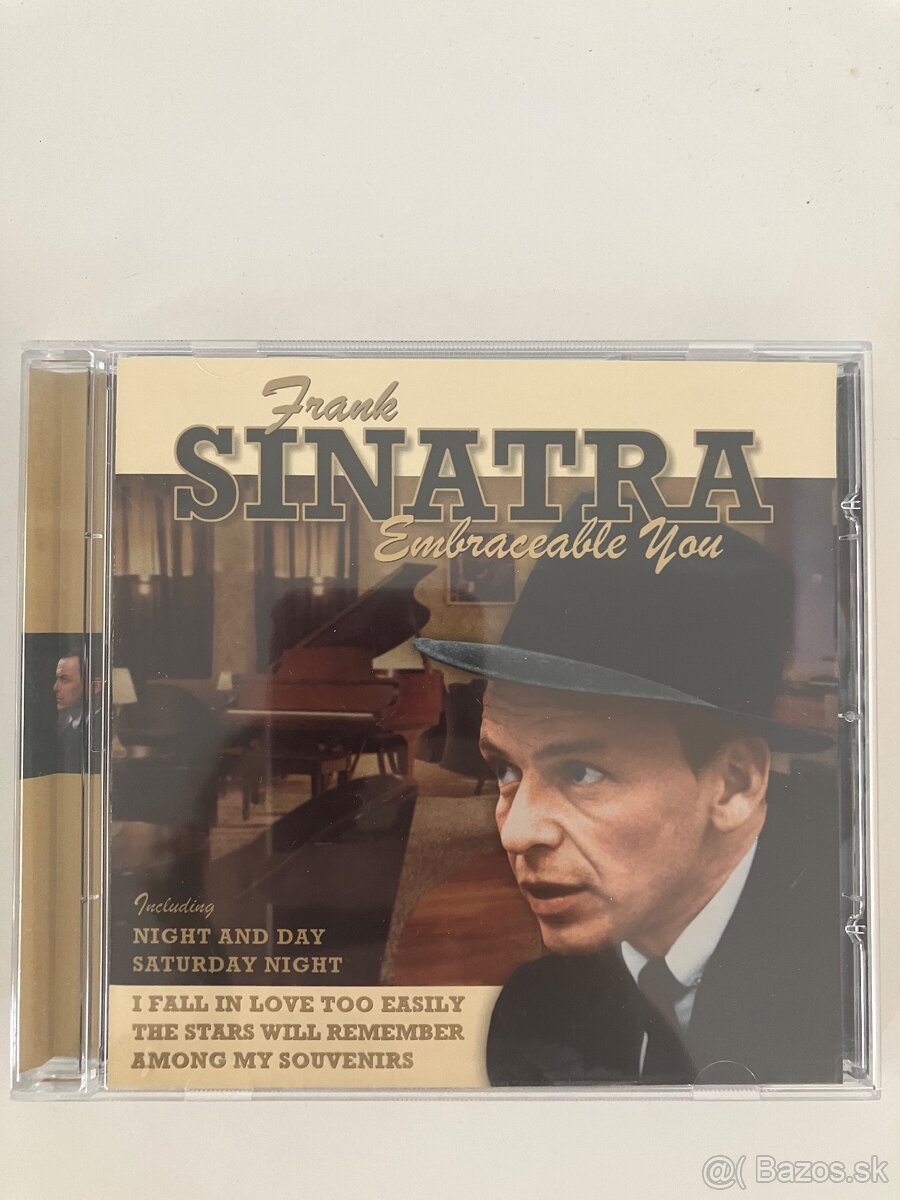 Frank
SINATRA
Embraceable You
Including
NIGHT AND DAY
SATURDAY NIGHT
I FALL IN LOVE TOO EASILY
THE STARS WILL REMEMBER
AMONG MY SOUVENIRS
@( Bazos.sk